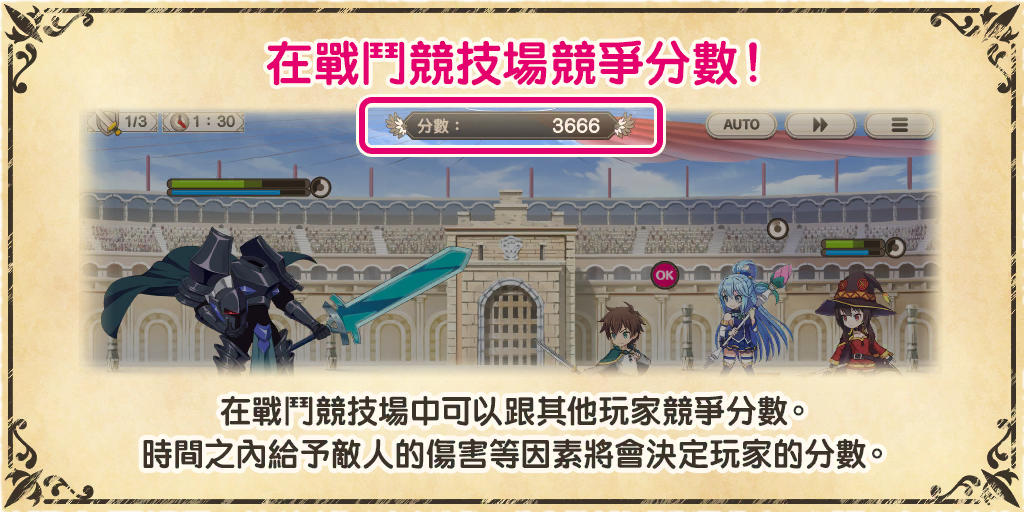 在戰鬥競技場競爭分數！
1/3
1：30
分數：
3666
AUTO
OK
在戰鬥競技場中可以跟其他玩家競爭分數。
時間之內給予敵人的傷害等因素將會決定玩家的分數。